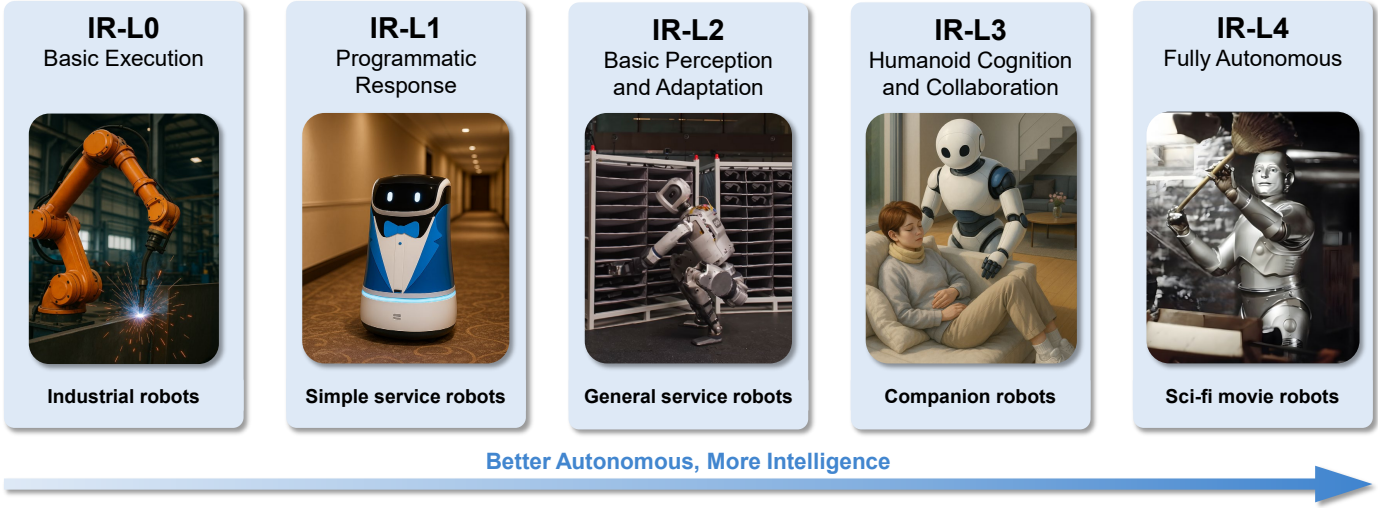 IR-L0
Basic Execution
Industrial robots
IR-L1
Programmatic
Response
Simple service robots
IR-L2
Basic Perception
and Adaptation
General service robots
IR-L3
Humanoid Cognition
and Collaboration
Companion robots
IR-L4
Fully Autonomous
Sci-fi movie robots
Better Autonomous, More Intelligence